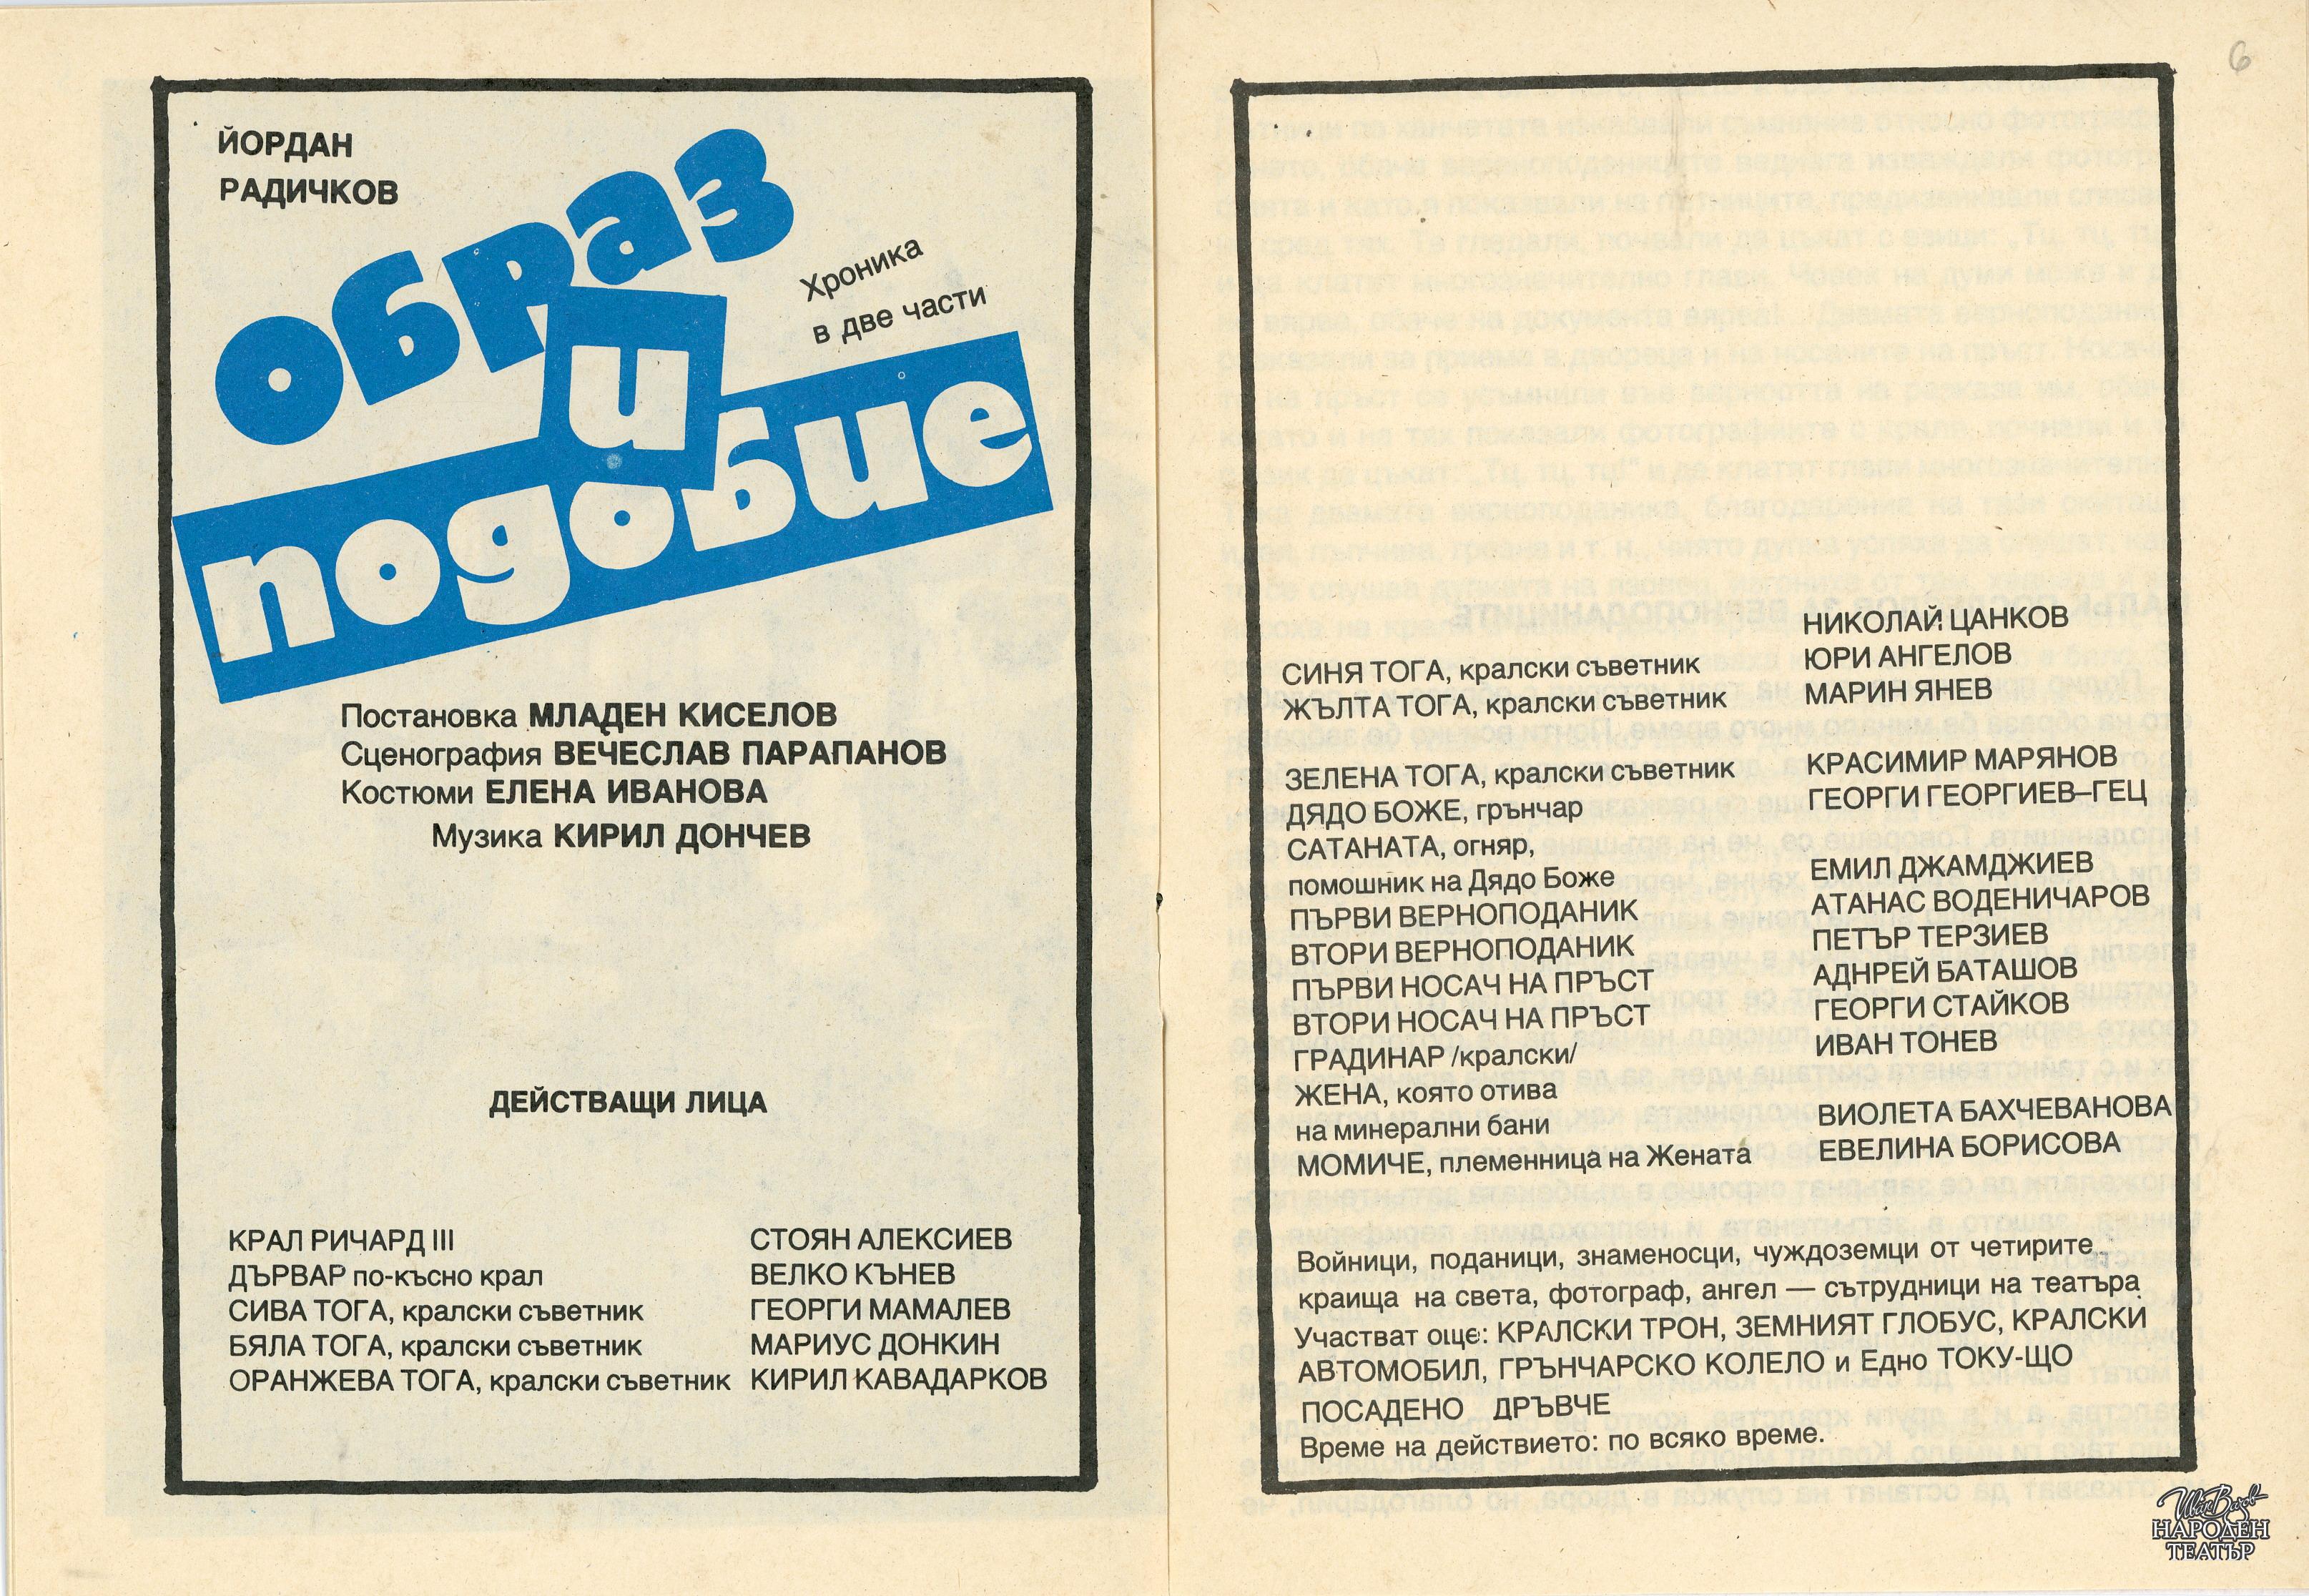 ЙОРДАН
РАДИЧКОВ
образ
и
подобие
Хроника
в две части
Постановка МЛАДЕН КИСЕЛОВ
Сценография ВЕЧЕСЛАВ ПАРАПАНОВ
Костюми ЕЛЕНА ИВАНОВА
Музика КИРИЛ ДОНЧЕВ
ДЕЙСТВАЩИ ЛИЦА
КРАЛ РИЧАРД III СТОЯН АЛЕКСИЕВ
ДЪРВАР по-късно крал ВЕЛКО КЪНЕВ
СИВА ТОГА, кралски съветник ГЕОРГИ МАМАЛЕВ
БЯЛА ТОГА, кралски съветник МАРИУС ДОНКИН
ОРАНЖЕВА ТОГА, кралски съветник КИРИЛ КАВАДАРКОВ
6
НИКОЛАЙ ЦАНКОВ
СИНЯ ТОГА, кралски съветник ЮРИ АНГЕЛОВ
ЖЪЛТА ТОГА, кралски съветник МАРИН ЯНЕВ
ЗЕЛЕНА ТОГА, кралски съветник КРАСИМИР МАРЯНОВ
ДЯДО БОЖЕ, грънчар ГЕОРГИ ГЕОРГИЕВ–ГЕЦ
САТАНАТА, огняр,
помошник на Дядо Боже ЕМИЛ ДЖАМДЖИЕВ
ПЪРВИ ВЕРНОПОДАНИК АТАНАС ВОДЕНИЧАРОВ
ВТОРИ ВЕРНОПОДАНИК ПЕТЪР ТЕРЗИЕВ
ПЪРВИ НОСАЧ НА ПРЪСТ АДНРЕЙ БАТАШОВ
ВТОРИ НОСАЧ НА ПРЪСТ ГЕОРГИ СТАЙКОВ
ГРАДИНАР /кралски/ ИВАН ТОНЕВ
ЖЕНА, която отива
на минерални бани ВИОЛЕТА БАХЧЕВАНОВА
МОМИЧЕ, племенница на Жената ЕВЕЛИНА БОРИСОВА
Войници, поданици, знаменосци, чуждоземци от четирите
краища на света, фотограф, ангел — сътрудници на театъра
Участват още: КРАЛСКИ ТРОН, ЗЕМНИЯТ ГЛОБУС, КРАЛСКИ
АВТОМОБИЛ, ГРЪНЧАРСКО КОЛЕЛО и Едно ТОКУ-ЩО
ПОСАДЕНО ДРЪВЧЕ
Време на действието: по всяко време.
Иван Вазов
НАРОДЕН
ТЕАТЪР